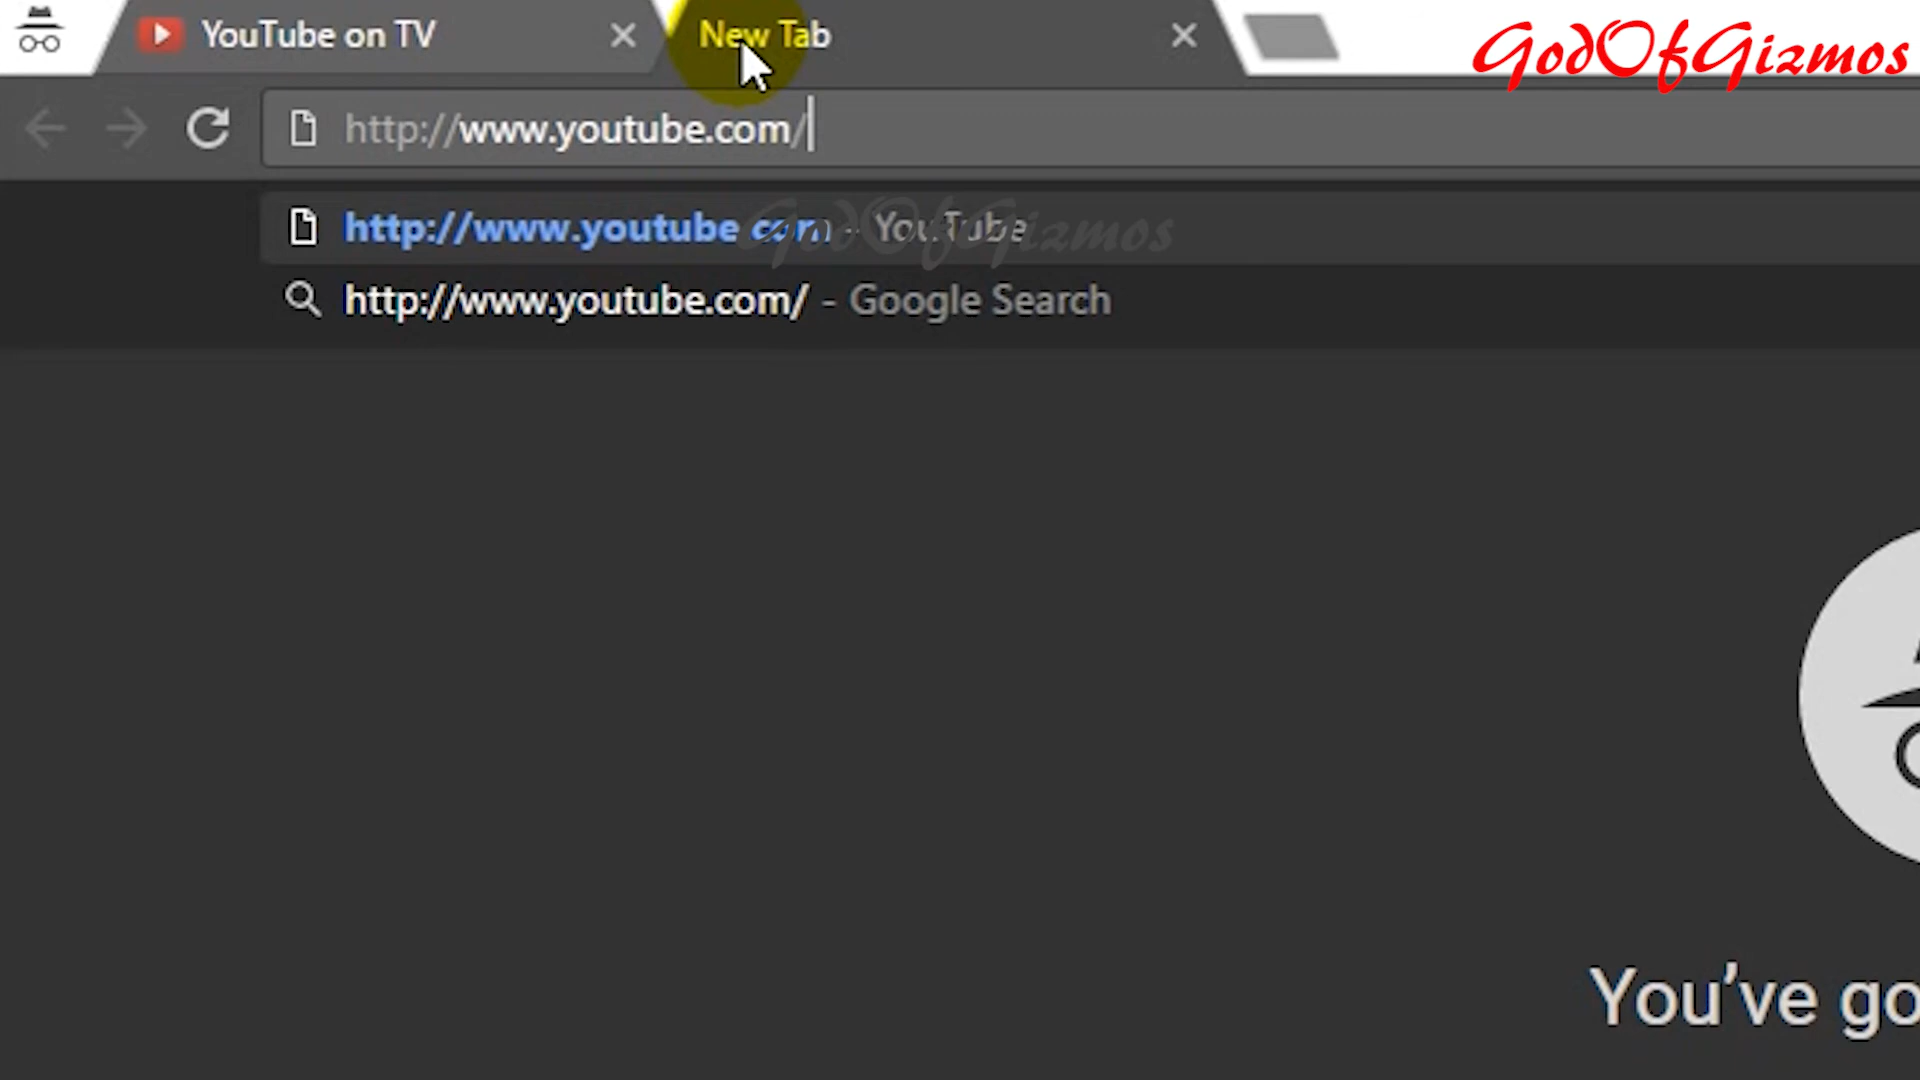 YouTube on TV
New Tab
GodOfGizmos
http://www.youtube.com/
http://www.youtube.com - YouTube
GodOfGizmos
http://www.youtube.com/ - Google Search
You've go